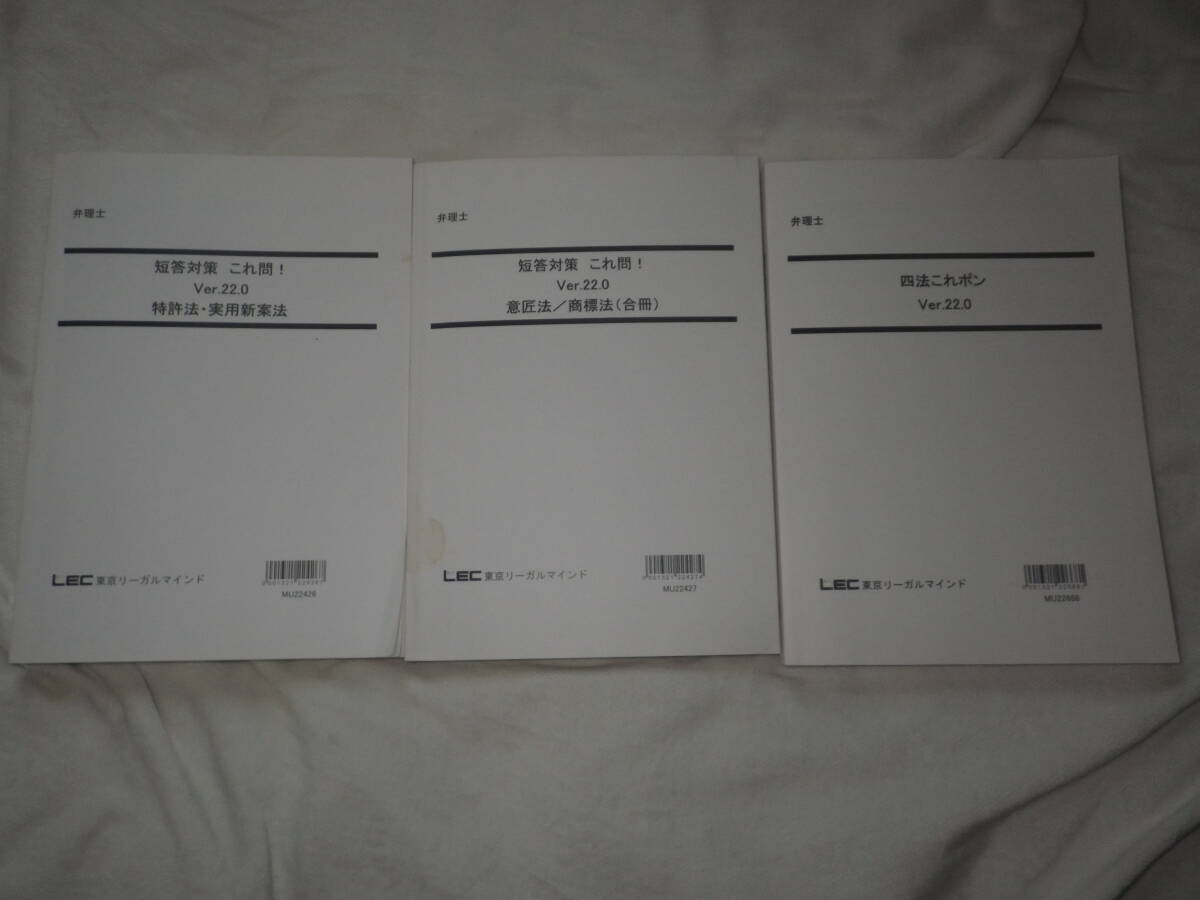 弁理士
短答対策 これ問！
Ver.22.0
特許法・実用新案法
LEC東京リーガルマインド
MU22426
弁理士
短答対策 これ問！
Ver.22.0
意匠法／商標法（合冊）
LEC東京リーガルマインド
MU22427
弁理士
四法これポン
Ver.22.0
LEC東京リーガルマインド